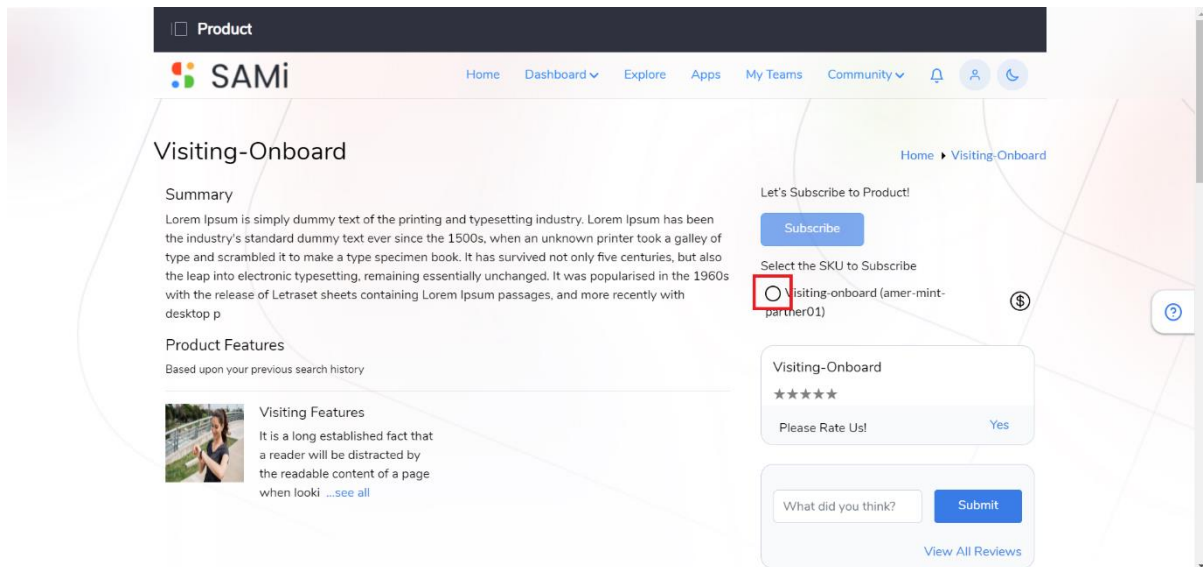 Product
SAMi
Home Dashboard Explore Apps My Teams Community
Visiting-Onboard
Home ▸ Visiting-Onboard
Summary
Lorem Ipsum is simply dummy text of the printing and typesetting industry. Lorem Ipsum has been
the industry's standard dummy text ever since the 1500s, when an unknown printer took a galley of
type and scrambled it to make a type specimen book. It has survived not only five centuries, but also
the leap into electronic typesetting, remaining essentially unchanged. It was popularised in the 1960s
with the release of Letraset sheets containing Lorem Ipsum passages, and more recently with
desktop p
Product Features
Based upon your previous search history
Visiting Features
It is a long established fact that
a reader will be distracted by
the readable content of a page
when looki ...see all
Let's Subscribe to Product!
Subscribe
Select the SKU to Subscribe
Visiting-onboard (amer-mint-
partner01)
Visiting-Onboard
★★★★★
Please Rate Us! Yes
What did you think? Submit
View All Reviews